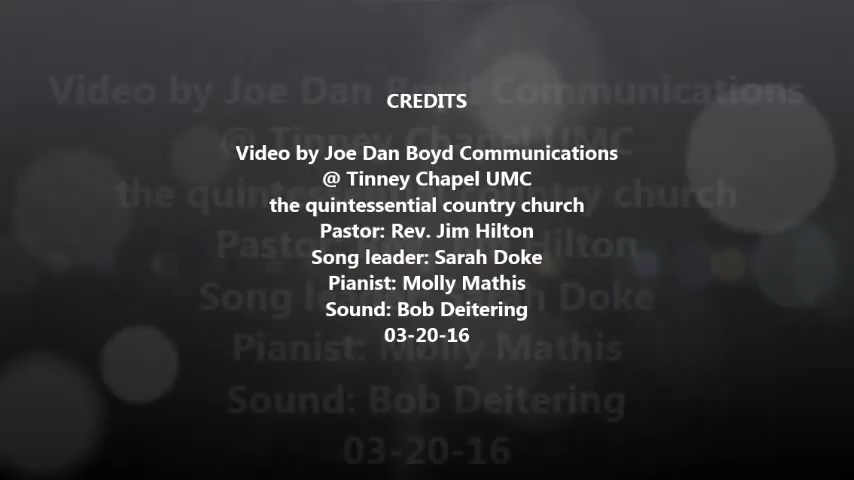 CREDITS
Video by Joe Dan Boyd Communications
@ Tinney Chapel UMC
the quintessential country church
Pastor: Rev. Jim Hilton
Song leader: Sarah Doke
Pianist: Molly Mathis
Sound: Bob Deitering
03-20-16